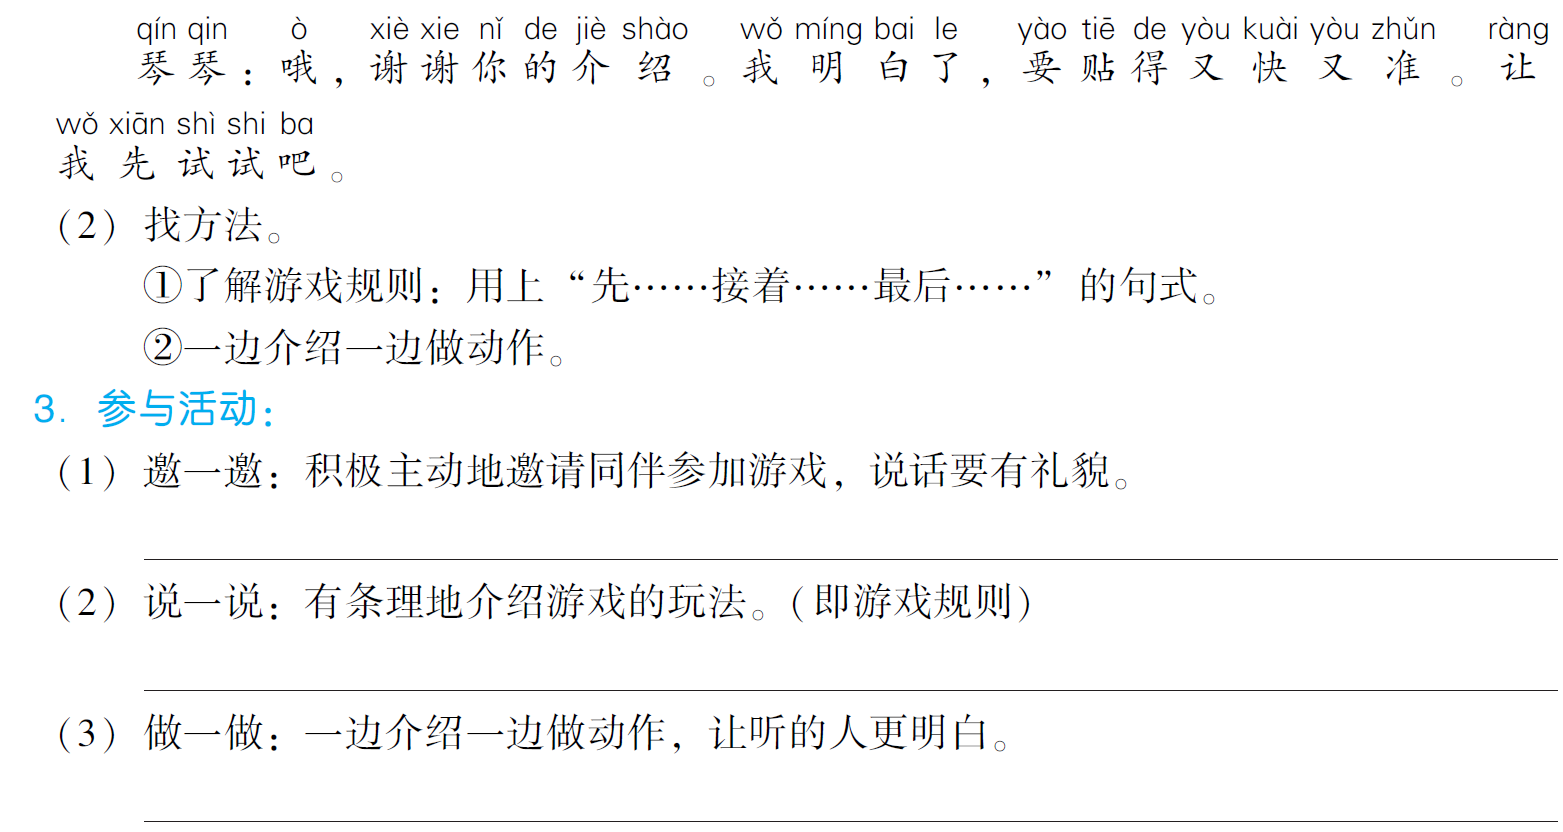 qín qin ò xiè xie nǐ de jiè shào wǒ míng bai le yào tiē de yòu kuài yòu zhǔn ràng
琴琴：哦，谢谢你的介绍。我明白了，要贴得又快又准。让
wǒ xiān shì shi ba
我先试试吧。
（2）找方法。
①了解游戏规则：用上“先……接着……最后……”的句式。
②一边介绍一边做动作。
3. 参与活动：
（1）邀一邀：积极主动地邀请同伴参加游戏，说话要有礼貌。
（2）说一说：有条理地介绍游戏的玩法。（即游戏规则）
（3）做一做：一边介绍一边做动作，让听的人更明白。